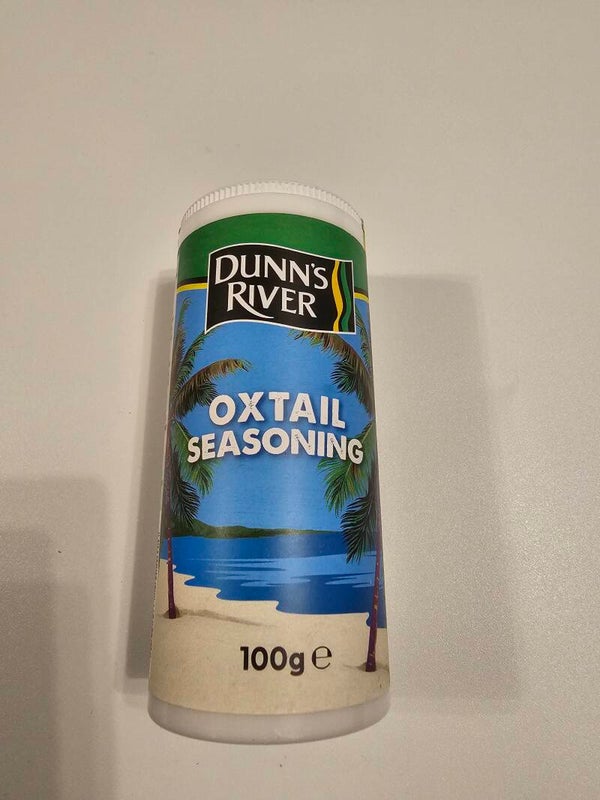 DUNN'S
RIVER
OXTAIL
SEASONING
100g ℮